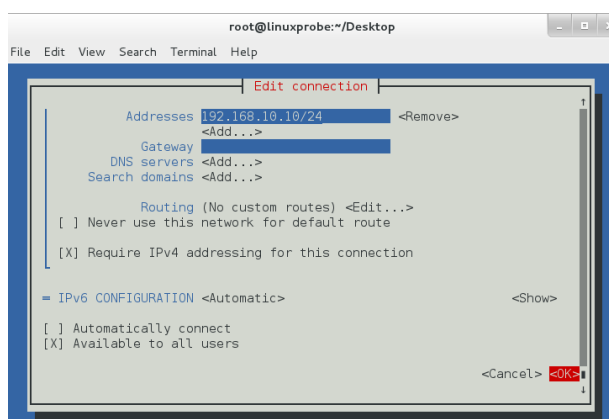 root@linuxprobe:~/Desktop
File Edit View Search Terminal Help
Edit connection
Addresses 192.168.10.10/24 <Remove>
<Add...>
Gateway
DNS servers <Add...>
Search domains <Add...>
Routing (No custom routes) <Edit...>
[ ] Never use this network for default route
[X] Require IPv4 addressing for this connection
= IPv6 CONFIGURATION <Automatic> <Show>
[ ] Automatically connect
[X] Available to all users
<Cancel> <OK>